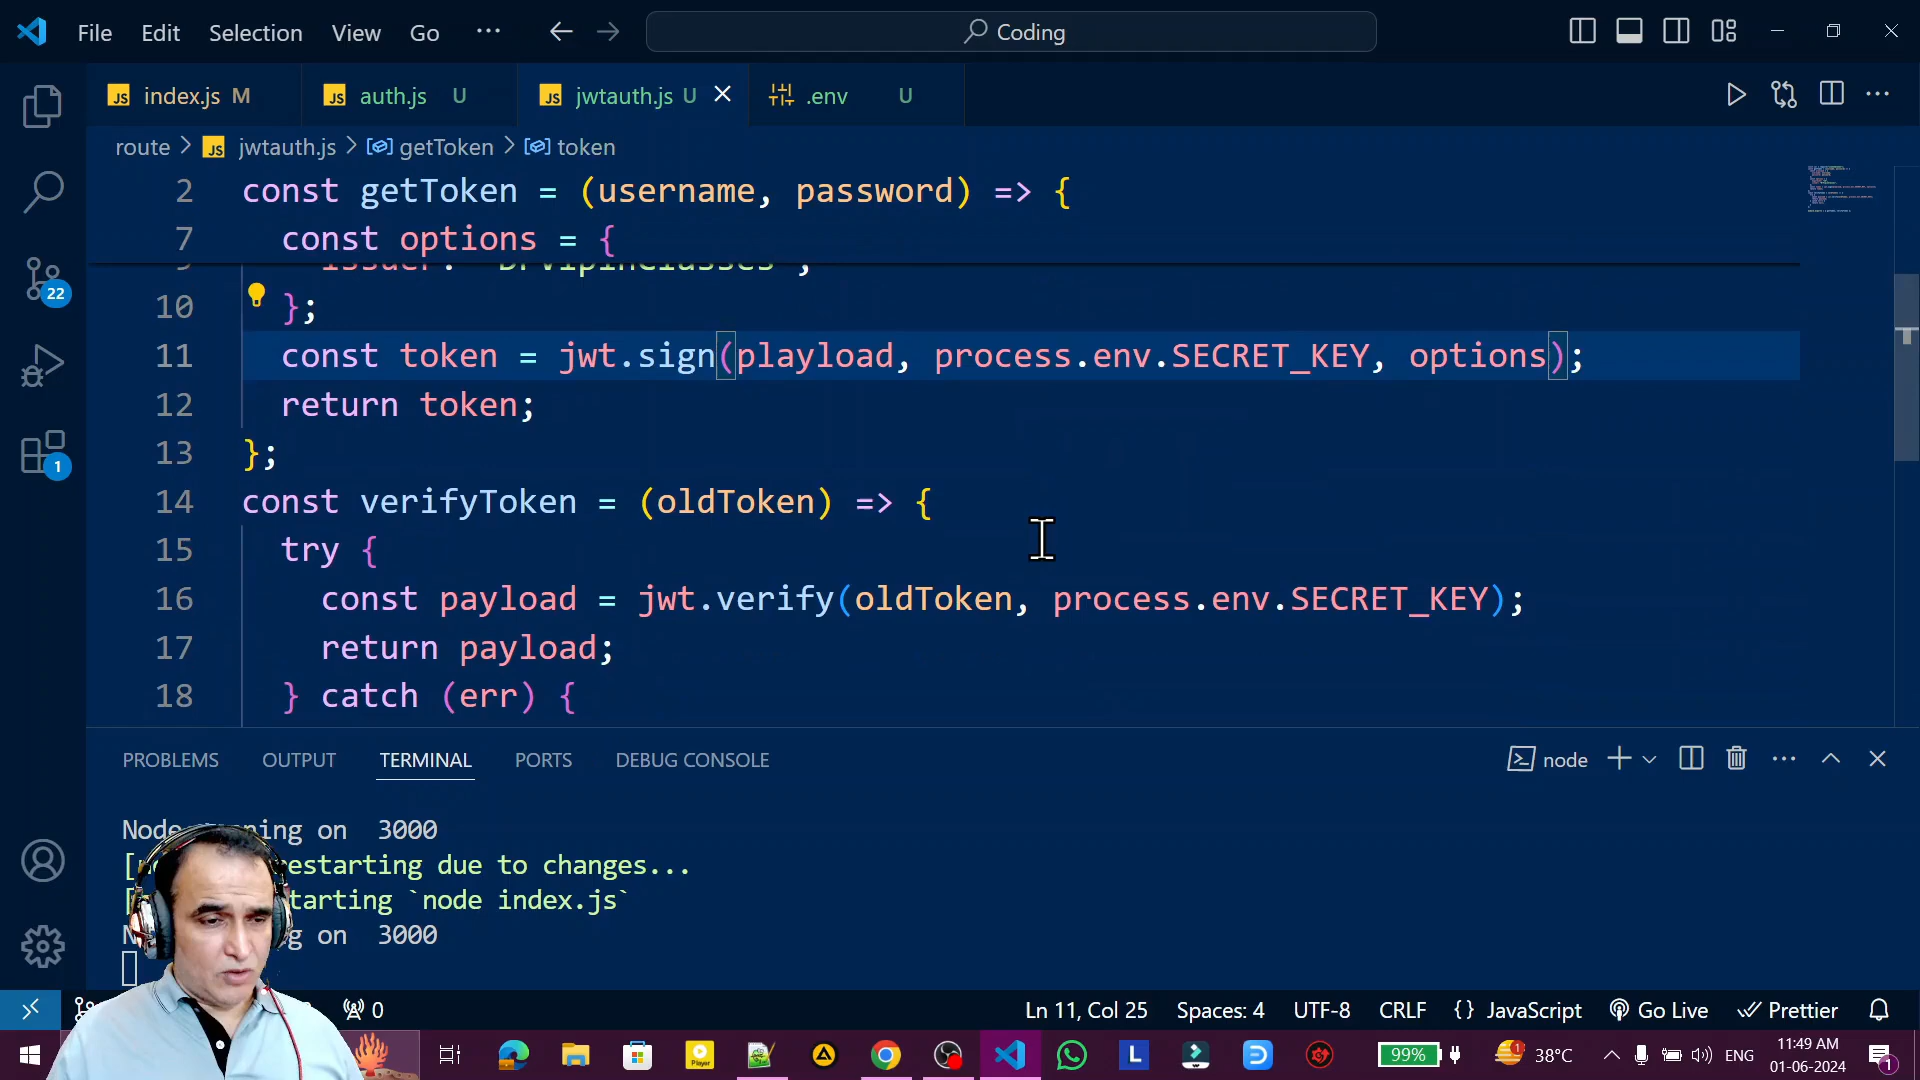 File Edit Selection View Go ··· Coding
index.js M auth.js U jwtauth.js U .env U
route > jwtauth.js > getToken > token
2 const getToken = (username, password) => {
7 const options = {
10 };
11 const token = jwt.sign(playload, process.env.SECRET_KEY, options);
12 return token;
13 };
14 const verifyToken = (oldToken) => {
15 try {
16 const payload = jwt.verify(oldToken, process.env.SECRET_KEY);
17 return payload;
18 } catch (err) {
22
1
PROBLEMS OUTPUT TERMINAL PORTS DEBUG CONSOLE node
on 3000
due to changes...
`node index.js`
on 3000
0 Ln 11, Col 25 Spaces: 4 UTF-8 CRLF {} JavaScript Go Live Prettier
99% 38°C ENG 11:49 AM
01-06-2024
1